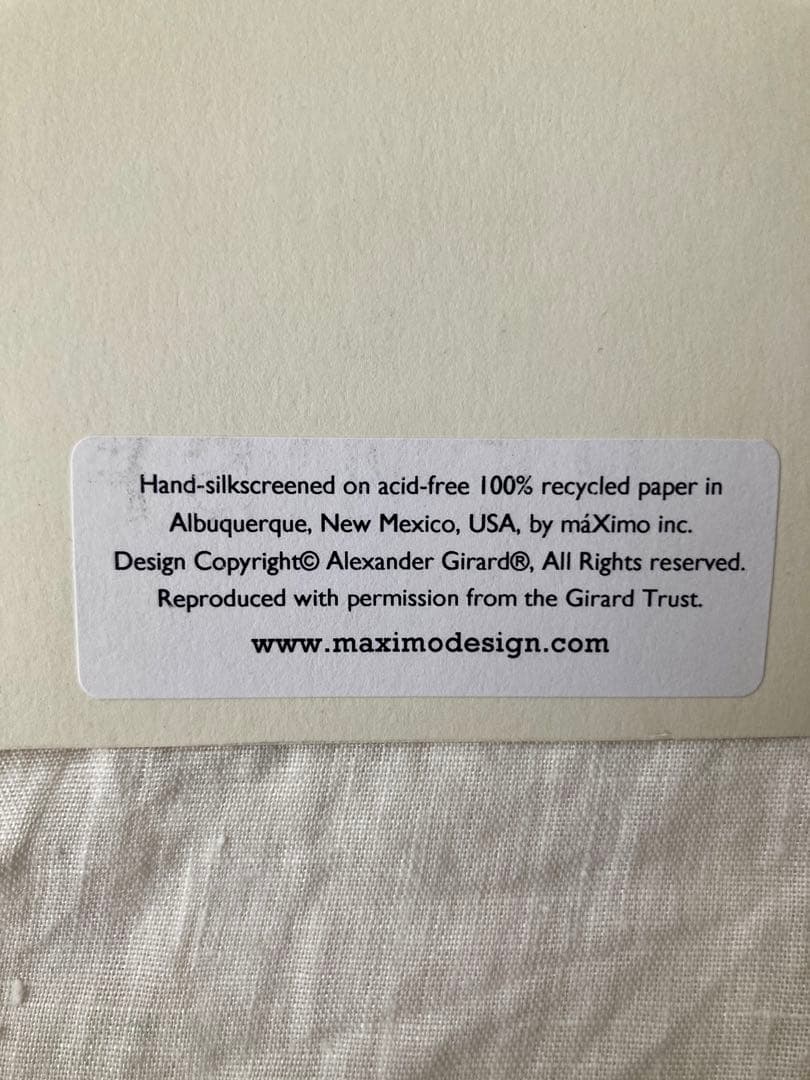 Hand-silkscreened on acid-free 100% recycled paper in
Albuquerque, New Mexico, USA, by máXimo inc.
Design Copyright© Alexander Girard®, All Rights reserved.
Reproduced with permission from the Girard Trust.
www.maximodesign.com